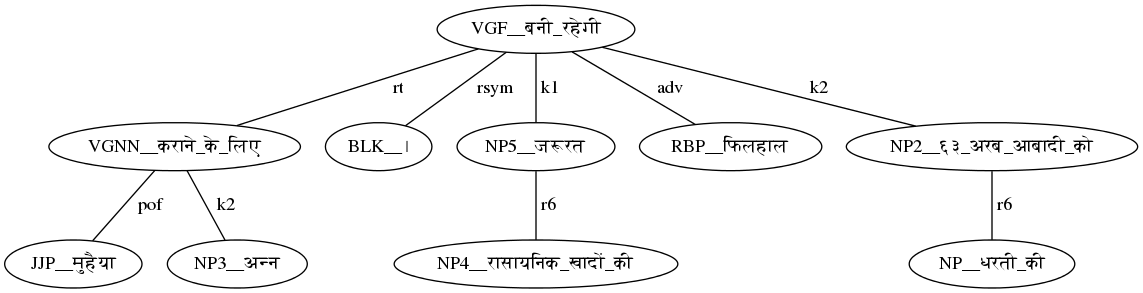 VGF__बनी_रहेगी
rt
rsym
k1
adv
k2
VGNN__कराने_के_लिए
BLK__।
NP5__जरूरत
RBP__फिलहाल
NP2__६३_अरब_आबादी_को
pof
k2
r6
r6
JJP__मुहैया
NP3__अन्न
NP4__रासायनिक_खादों_की
NP__धरती_की